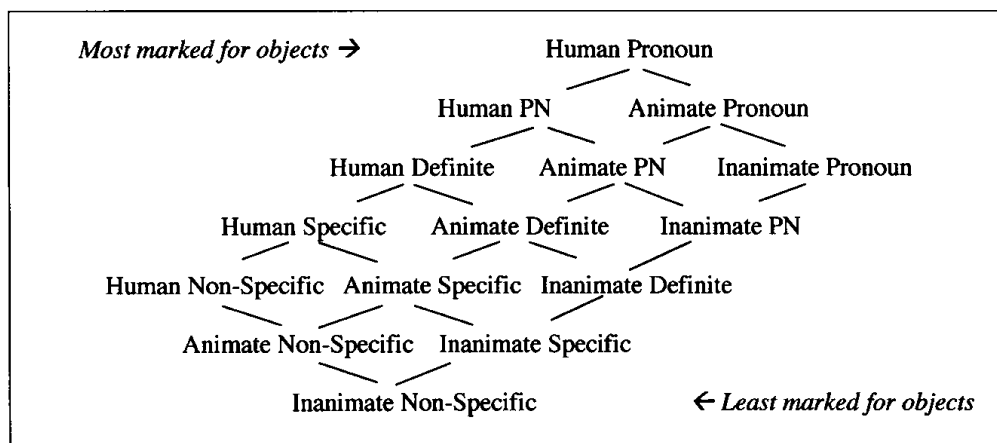 Most marked for objects → Human Pronoun
Human PN Animate Pronoun
Human Definite Animate PN Inanimate Pronoun
Human Specific Animate Definite Inanimate PN
Human Non-Specific Animate Specific Inanimate Definite
Animate Non-Specific Inanimate Specific
Inanimate Non-Specific ← Least marked for objects